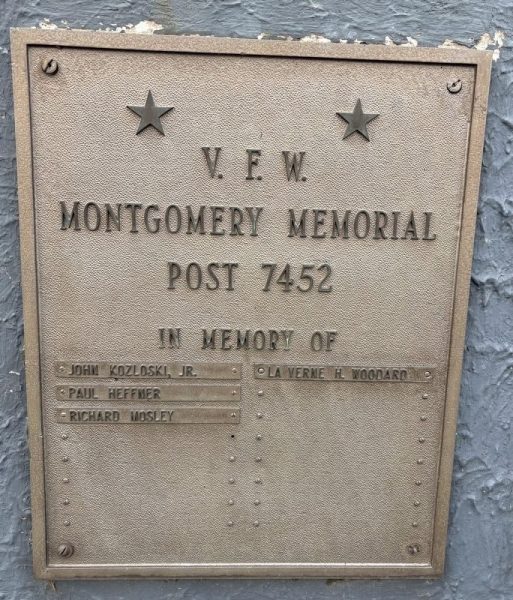 V. F. W.
MONTGOMERY MEMORIAL
POST 7452
IN MEMORY OF
JOHN KOZLOSKI, JR.
PAUL HEFFNER
RICHARD MOSLEY
LA VERNE H. WOODARD